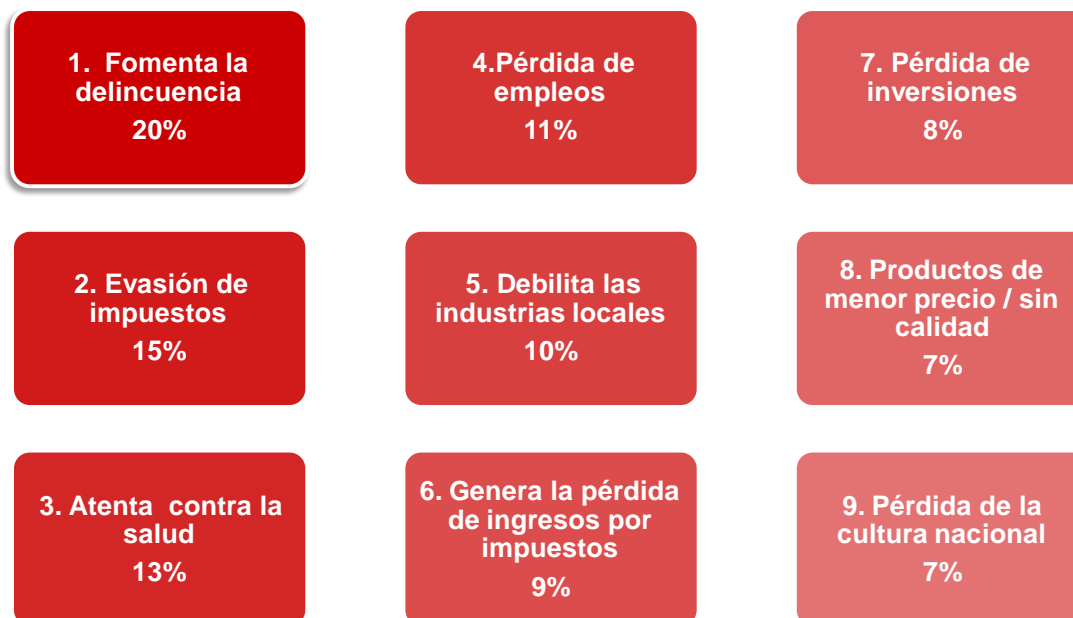 1. Fomenta la
delincuencia
20%
2. Evasión de
impuestos
15%
3. Atenta contra la
salud
13%
4.Pérdida de
empleos
11%
5. Debilita las
industrias locales
10%
6. Genera la pérdida
de ingresos por
impuestos
9%
7. Pérdida de
inversiones
8%
8. Productos de
menor precio / sin
calidad
7%
9. Pérdida de la
cultura nacional
7%